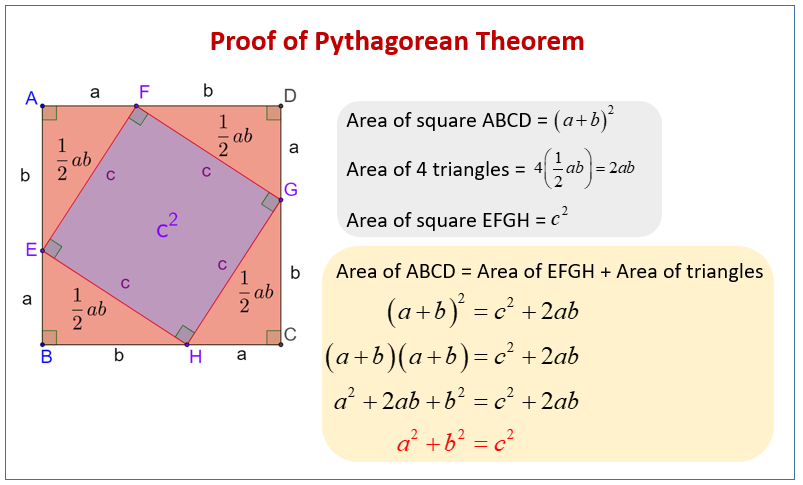 Proof of Pythagorean Theorem
A a F b D
1/2 ab
1/2 ab
b c c a
G
c²
E
c c b
a 1/2 ab
1/2 ab
B b H a C
Area of square ABCD = (a+b)²
Area of 4 triangles = 4(1/2 ab) = 2ab
Area of square EFGH = c²
Area of ABCD = Area of EFGH + Area of triangles
(a+b)² = c² + 2ab
(a+b)(a+b) = c² + 2ab
a² + 2ab + b² = c² + 2ab
a² + b² = c²